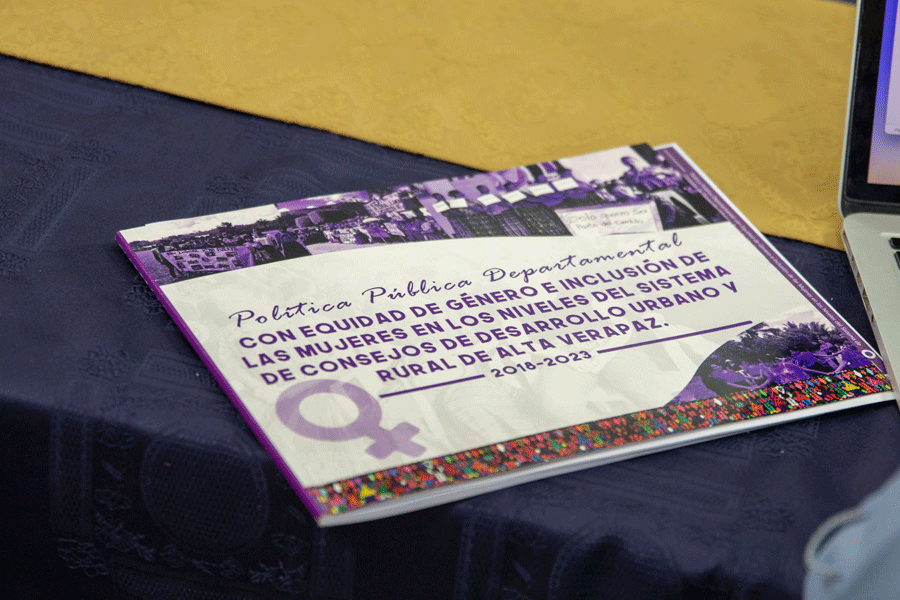 Política Pública Departamental
CON EQUIDAD DE GÉNERO E INCLUSIÓN DE
LAS MUJERES EN LOS NIVELES DEL SISTEMA
DE CONSEJOS DE DESARROLLO URBANO Y
RURAL DE ALTA VERAPAZ.
2018-2023